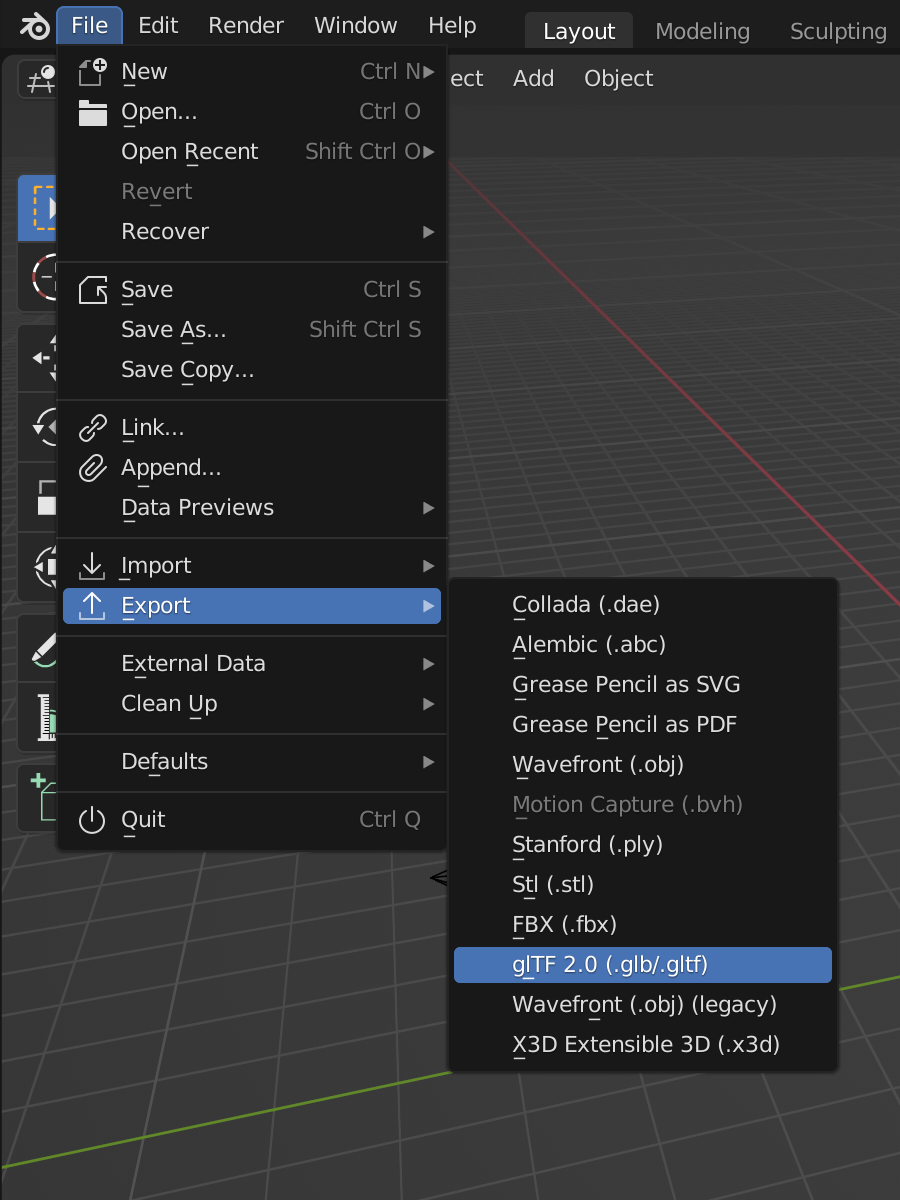 File Edit Render Window Help Layout Modeling Sculpting
New Ctrl N
ect Add Object
Open... Ctrl O
Open Recent Shift Ctrl O
Revert
Recover
Save Ctrl S
Save As... Shift Ctrl S
Save Copy...
Link...
Append...
Data Previews
Import
Export
External Data
Clean Up
Defaults
Quit Ctrl Q
Collada (.dae)
Alembic (.abc)
Grease Pencil as SVG
Grease Pencil as PDF
Wavefront (.obj)
Motion Capture (.bvh)
Stanford (.ply)
Stl (.stl)
FBX (.fbx)
glTF 2.0 (.glb/.gltf)
Wavefront (.obj) (legacy)
X3D Extensible 3D (.x3d)